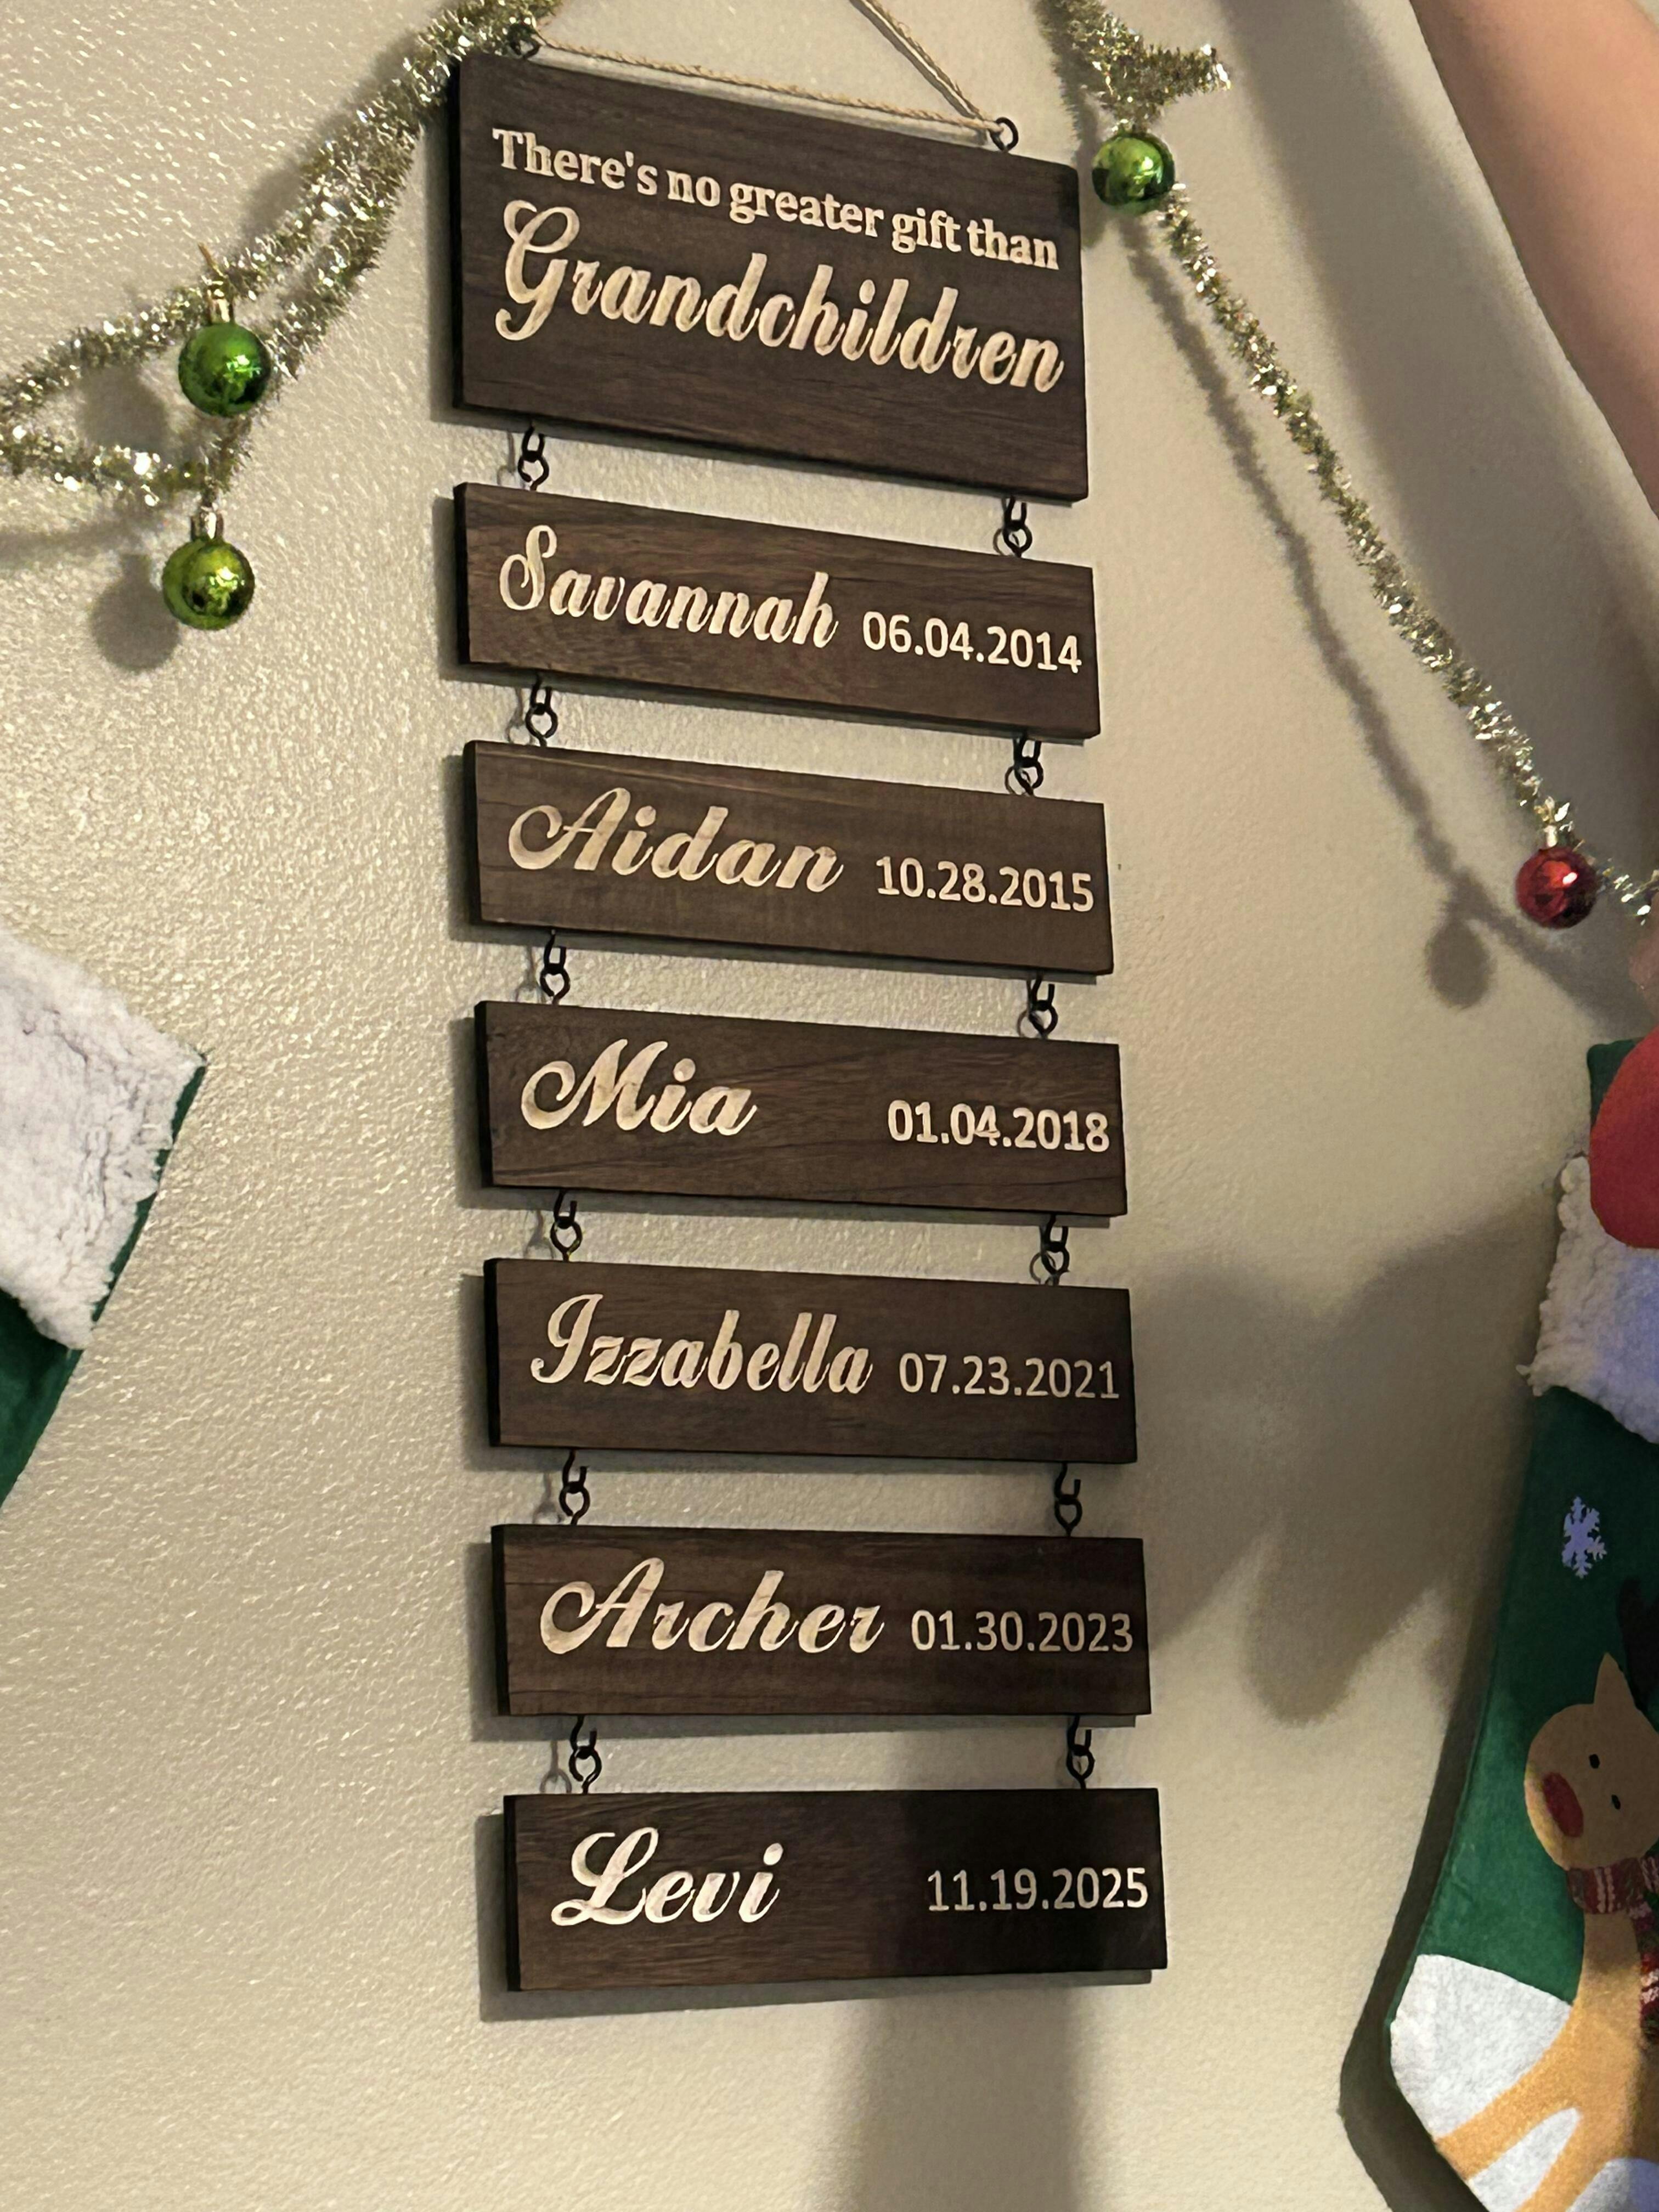 There's no greater gift than
Grandchildren
Savannah 06.04.2014
Aidan 10.28.2015
Mia 01.04.2018
Izzabella 07.23.2021
Archer 01.30.2023
Levi 11.19.2025